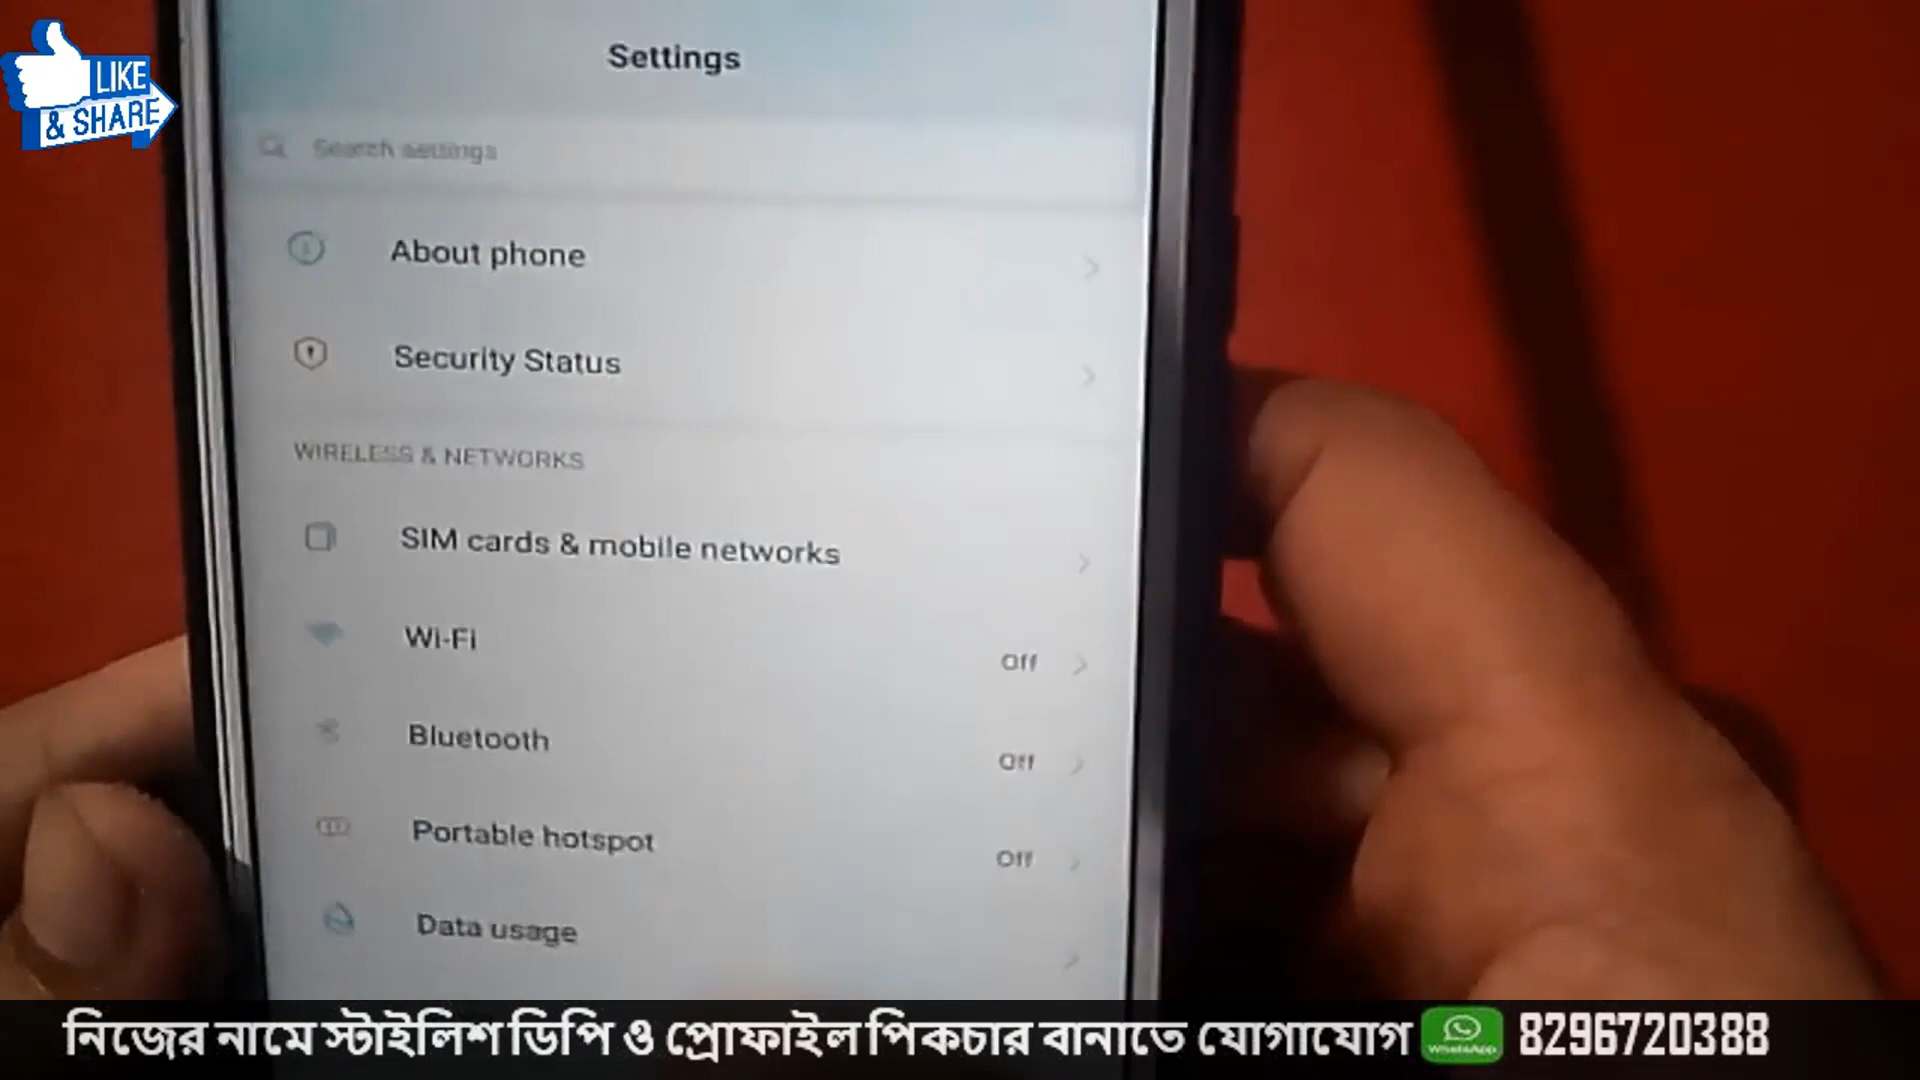 LIKE
& SHARE
Settings
Search settings
About phone
Security Status
WIRELESS & NETWORKS
SIM cards & mobile networks
Wi-Fi
Off
Bluetooth
Off
Portable hotspot
Off
Data usage
নিজের নামে স্টাইলিশ ডিপি ও প্রোফাইল পিকচার বানাতে যোগাযোগ WhatsApp 8296720388